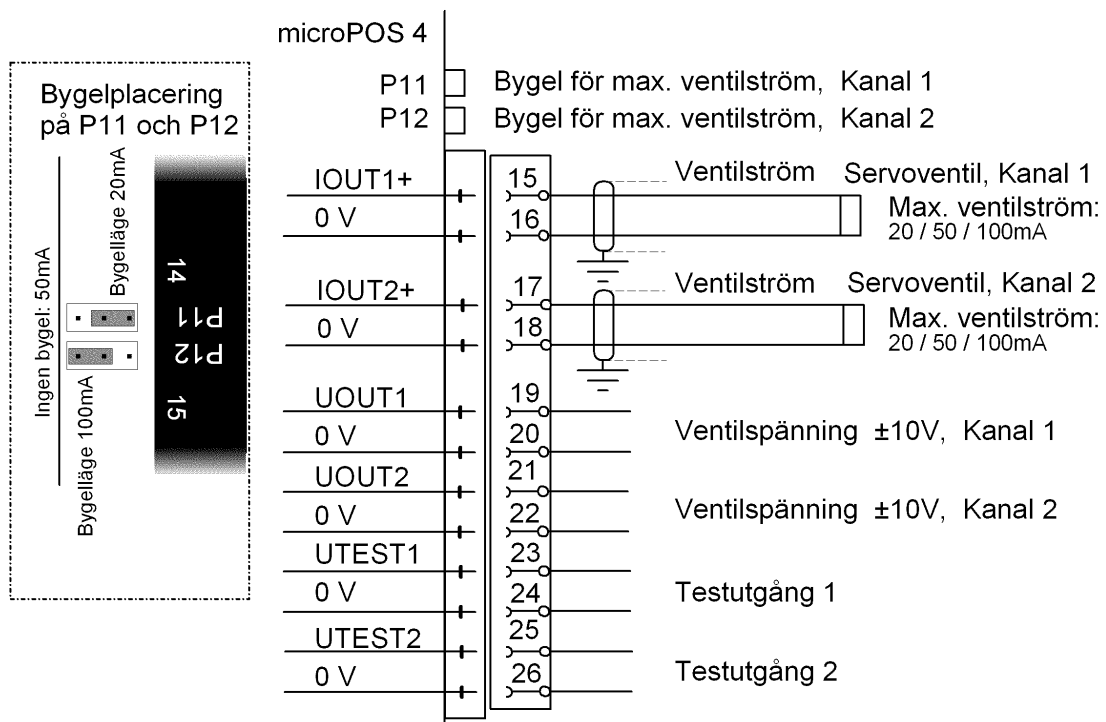 microPOS 4
P11 Bygel för max. ventilström, Kanal 1
P12 Bygel för max. ventilström, Kanal 2
Bygelplacering
på P11 och P12
Ingen bygel: 50mA
Bygelläge 20mA
Bygelläge 100mA
14
P11
P12
15
IOUT1+ 15 Ventilström Servoventil, Kanal 1
0 V 16 Max. ventilström:
20 / 50 / 100mA
IOUT2+ 17 Ventilström Servoventil, Kanal 2
0 V 18 Max. ventilström:
20 / 50 / 100mA
UOUT1 19
0 V 20 Ventilspänning ±10V, Kanal 1
UOUT2 21
0 V 22 Ventilspänning ±10V, Kanal 2
UTEST1 23
0 V 24 Testutgång 1
UTEST2 25
0 V 26 Testutgång 2